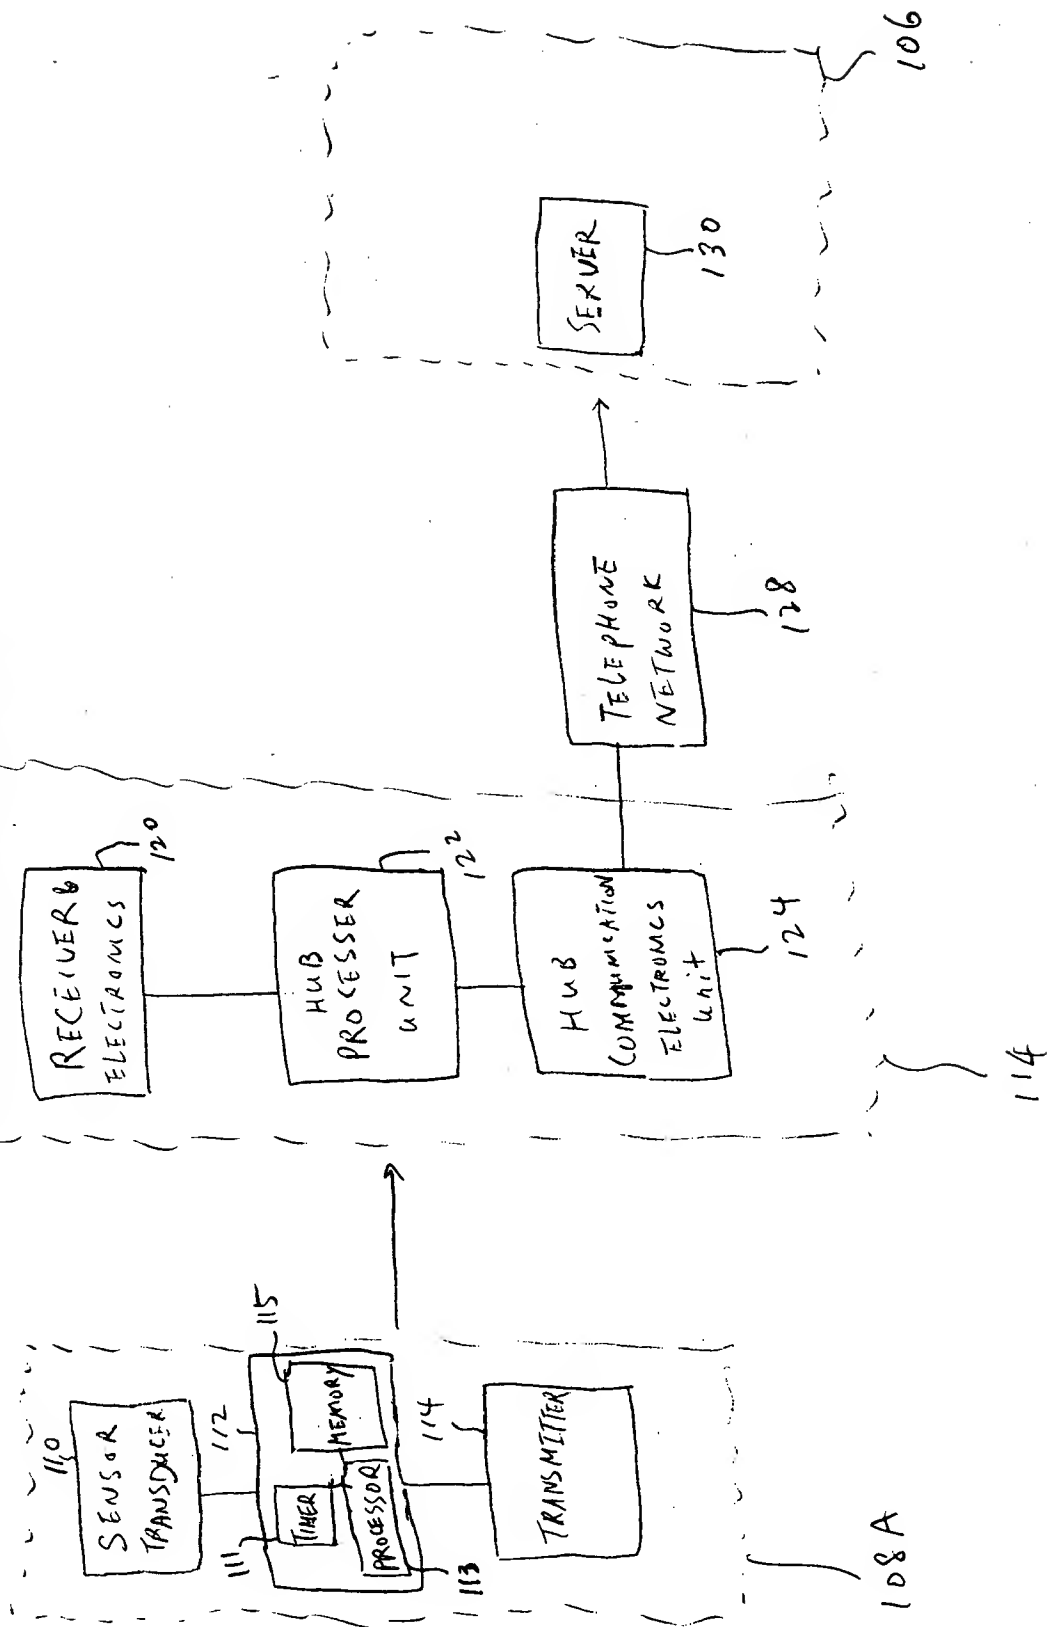 110
SENSOR
TRANSDUCER
112
115
111
TIMER
MEMORY
PROCESSOR
113
114
TRANSMITTER
108A
RECEIVER &
ELECTRONICS
120
HUB
PROCESSER
UNIT
122
HUB
COMMUNICATION
ELECTRONICS
Unit
124
114
TELEPHONE
NETWORK
128
SERVER
130
106